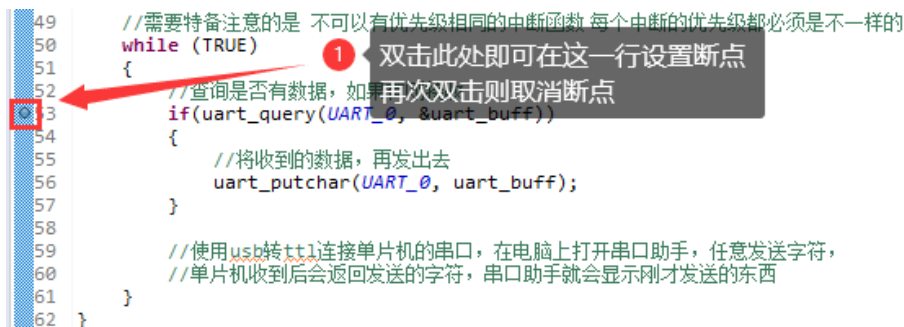 49 //需要特备注意的是 不可以有优先级相同的中断函数 每个中断的优先级都必须是不一样的
50 while (TRUE)
51 {
1 双击此处即可在这一行设置断点
再次双击则取消断点
52 //查询是否有数据，如果
53 if(uart_query(UART_0, &uart_buff))
54 {
55 //将收到的数据，再发出去
56 uart_putchar(UART_0, uart_buff);
57 }
58
59 //使用usb转ttl连接单片机的串口，在电脑上打开串口助手，任意发送字符，
60 //单片机收到后会返回发送的字符，串口助手就会显示刚才发送的东西
61 }
62 }